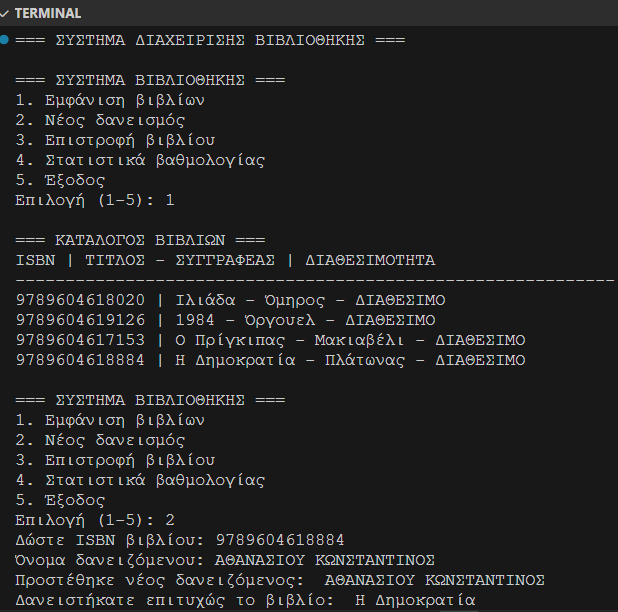 TERMINAL
=== ΣΥΣΤΗΜΑ ΔΙΑΧΕΙΡΙΣΗΣ ΒΙΒΛΙΟΘΗΚΗΣ ===
=== ΣΥΣΤΗΜΑ ΒΙΒΛΙΟΘΗΚΗΣ ===
1. Εμφάνιση βιβλίων
2. Νέος δανεισμός
3. Επιστροφή βιβλίου
4. Στατιστικά βαθμολογίας
5. Έξοδος
Επιλογή (1-5): 1
=== ΚΑΤΑΛΟΓΟΣ ΒΙΒΛΙΩΝ ===
ISBN | ΤΙΤΛΟΣ - ΣΥΓΓΡΑΦΕΑΣ | ΔΙΑΘΕΣΙΜΟΤΗΤΑ
------------------------------------------------------------
9789604618020 | Ιλιάδα - Όμηρος - ΔΙΑΘΕΣΙΜΟ
9789604619126 | 1984 - Όργουελ - ΔΙΑΘΕΣΙΜΟ
9789604617153 | Ο Πρίγκιπας - Μακιαβέλι - ΔΙΑΘΕΣΙΜΟ
9789604618884 | Η Δημοκρατία - Πλάτωνας - ΔΙΑΘΕΣΙΜΟ
=== ΣΥΣΤΗΜΑ ΒΙΒΛΙΟΘΗΚΗΣ ===
1. Εμφάνιση βιβλίων
2. Νέος δανεισμός
3. Επιστροφή βιβλίου
4. Στατιστικά βαθμολογίας
5. Έξοδος
Επιλογή (1-5): 2
Δώστε ISBN βιβλίου: 9789604618884
Όνομα δανειζόμενου: ΑΘΑΝΑΣΙΟΥ ΚΩΝΣΤΑΝΤΙΝΟΣ
Προστέθηκε νέος δανειζόμενος:  ΑΘΑΝΑΣΙΟΥ ΚΩΝΣΤΑΝΤΙΝΟΣ
Δανειστήκατε επιτυχώς το βιβλίο:  Η Δημοκρατία